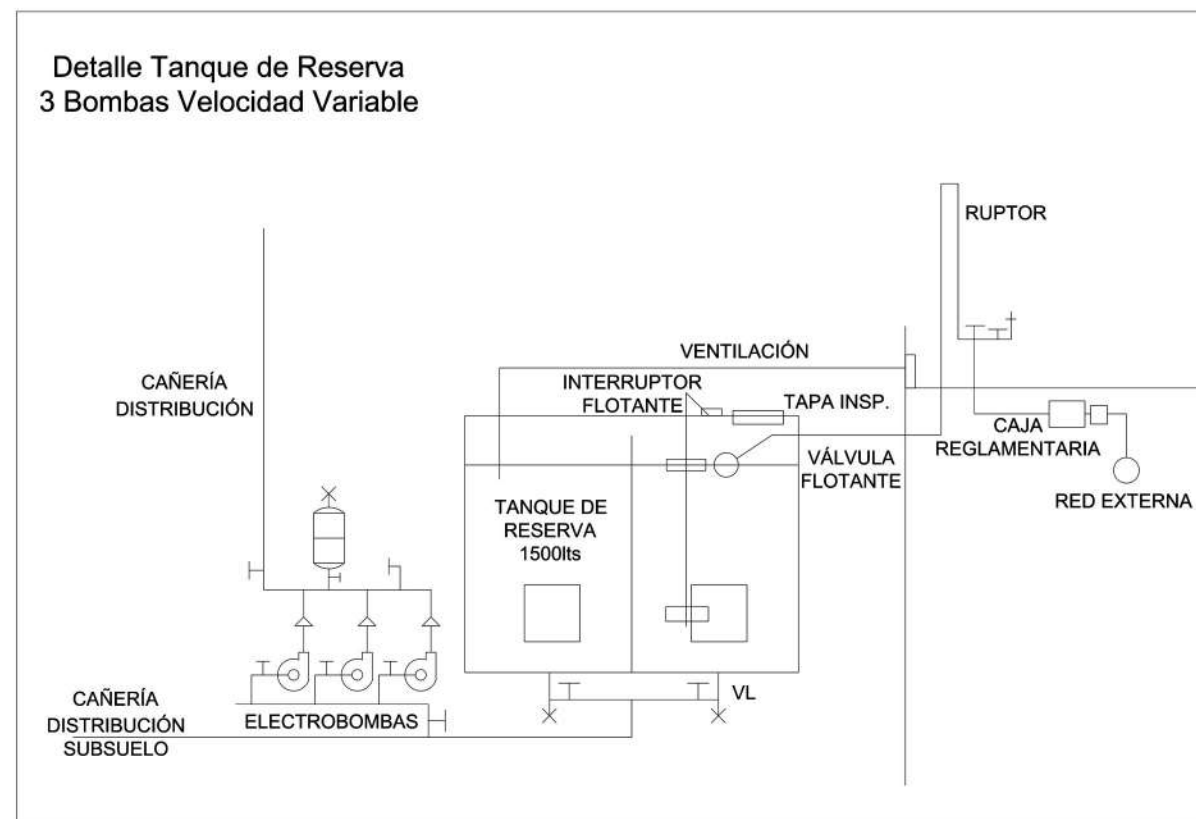 Detalle Tanque de Reserva
3 Bombas Velocidad Variable
RUPTOR
VENTILACIÓN
CAÑERÍA
DISTRIBUCIÓN
INTERRUPTOR
FLOTANTE
TAPA INSP.
CAJA
REGLAMENTARIA
VÁLVULA
FLOTANTE
RED EXTERNA
TANQUE DE
RESERVA
1500lts
VL
CAÑERÍA
DISTRIBUCIÓN
SUBSUELO
ELECTROBOMBAS